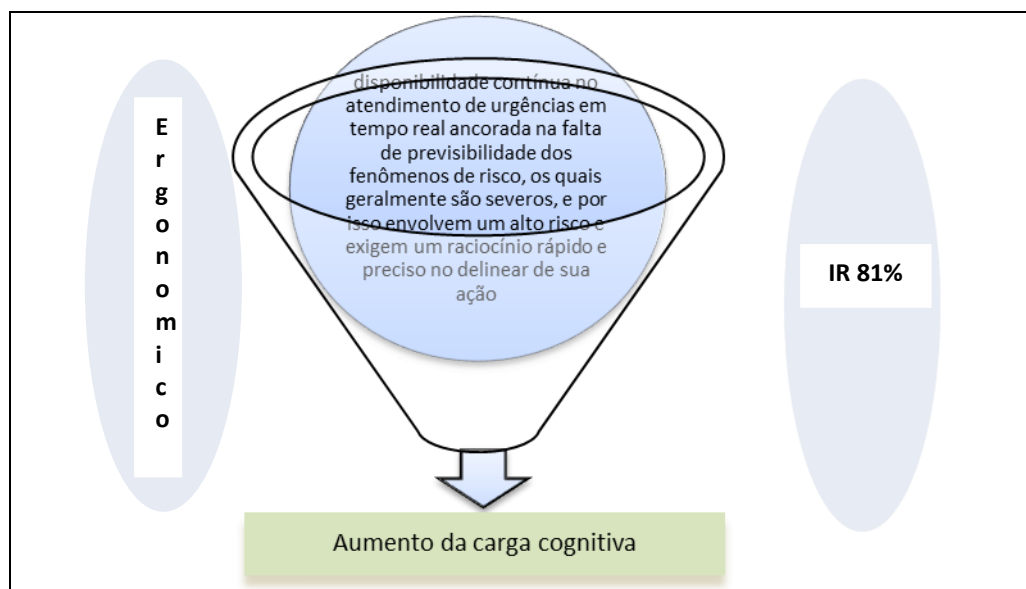 Ergonomico
disponibilidade contínua no
atendimento de urgências em
tempo real ancorada na falta
de previsibilidade dos
fenômenos de risco, os quais
geralmente são severos, e por
isso envolvem um alto risco e
exigem um raciocínio rápido e
preciso no delinear de sua
ação
IR 81%
Aumento da carga cognitiva